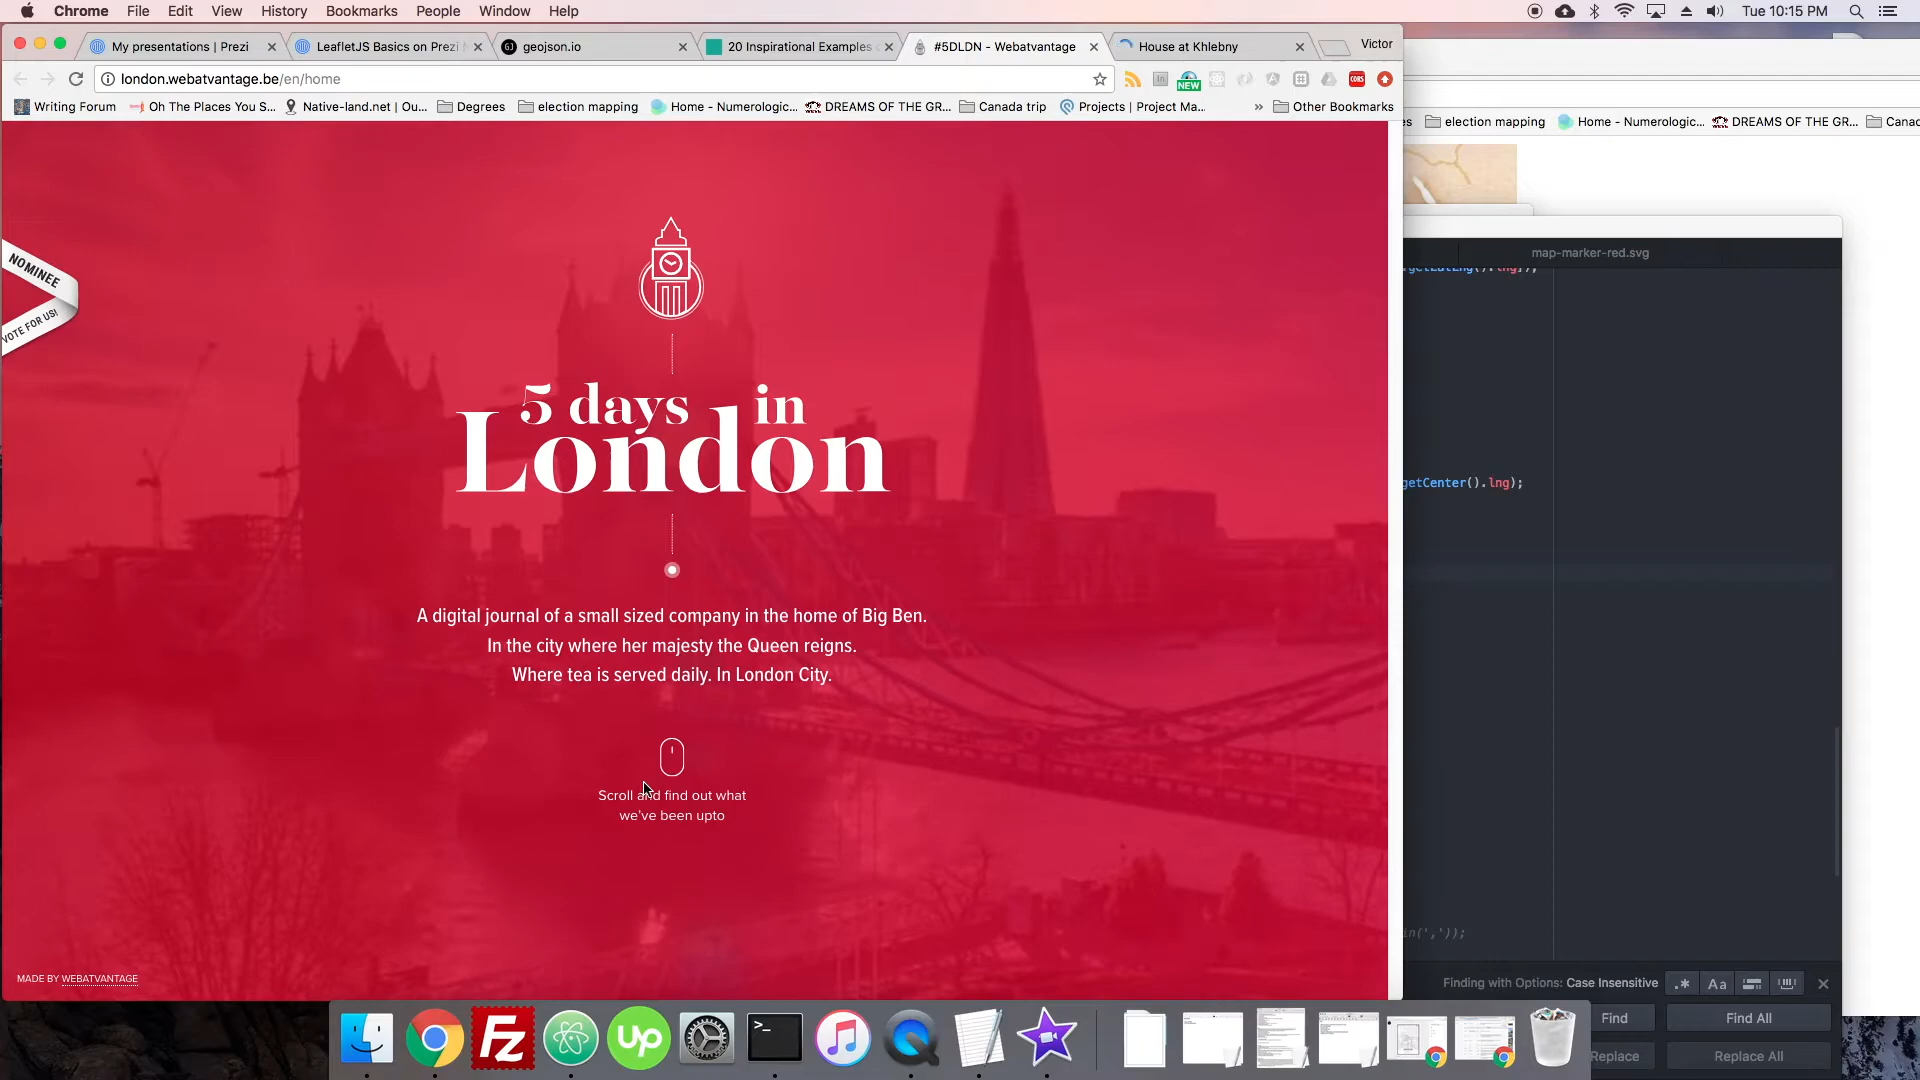 Chrome File Edit View History Bookmarks People Window Help
Tue 10:15 PM
My presentations | Prezi
LeafletJS Basics on Prezi
geojson.io
20 Inspirational Examples
#5DLDN - Webatvantage
House at Khlebny
Victor
london.webatvantage.be/en/home
NEW
CORS
Writing Forum
Oh The Places You S...
Native-land.net | Ou...
Degrees
election mapping
Home - Numerologic...
DREAMS OF THE GR...
Canada trip
Projects | Project Ma...
»
Other Bookmarks
election mapping
Home - Numerologic...
DREAMS OF THE GR...
map-marker-red.svg
getCenter().lng);
in(','));
NOMINEE
VOTE FOR US!
5 days in
London
A digital journal of a small sized company in the home of Big Ben.
In the city where her majesty the Queen reigns.
Where tea is served daily. In London City.
Scroll and find out what
we've been upto
MADE BY WEBATVANTAGE
Finding with Options: Case Insensitive
.* Aa
Find
Find All
Replace
Replace All
Fz
Up
>_